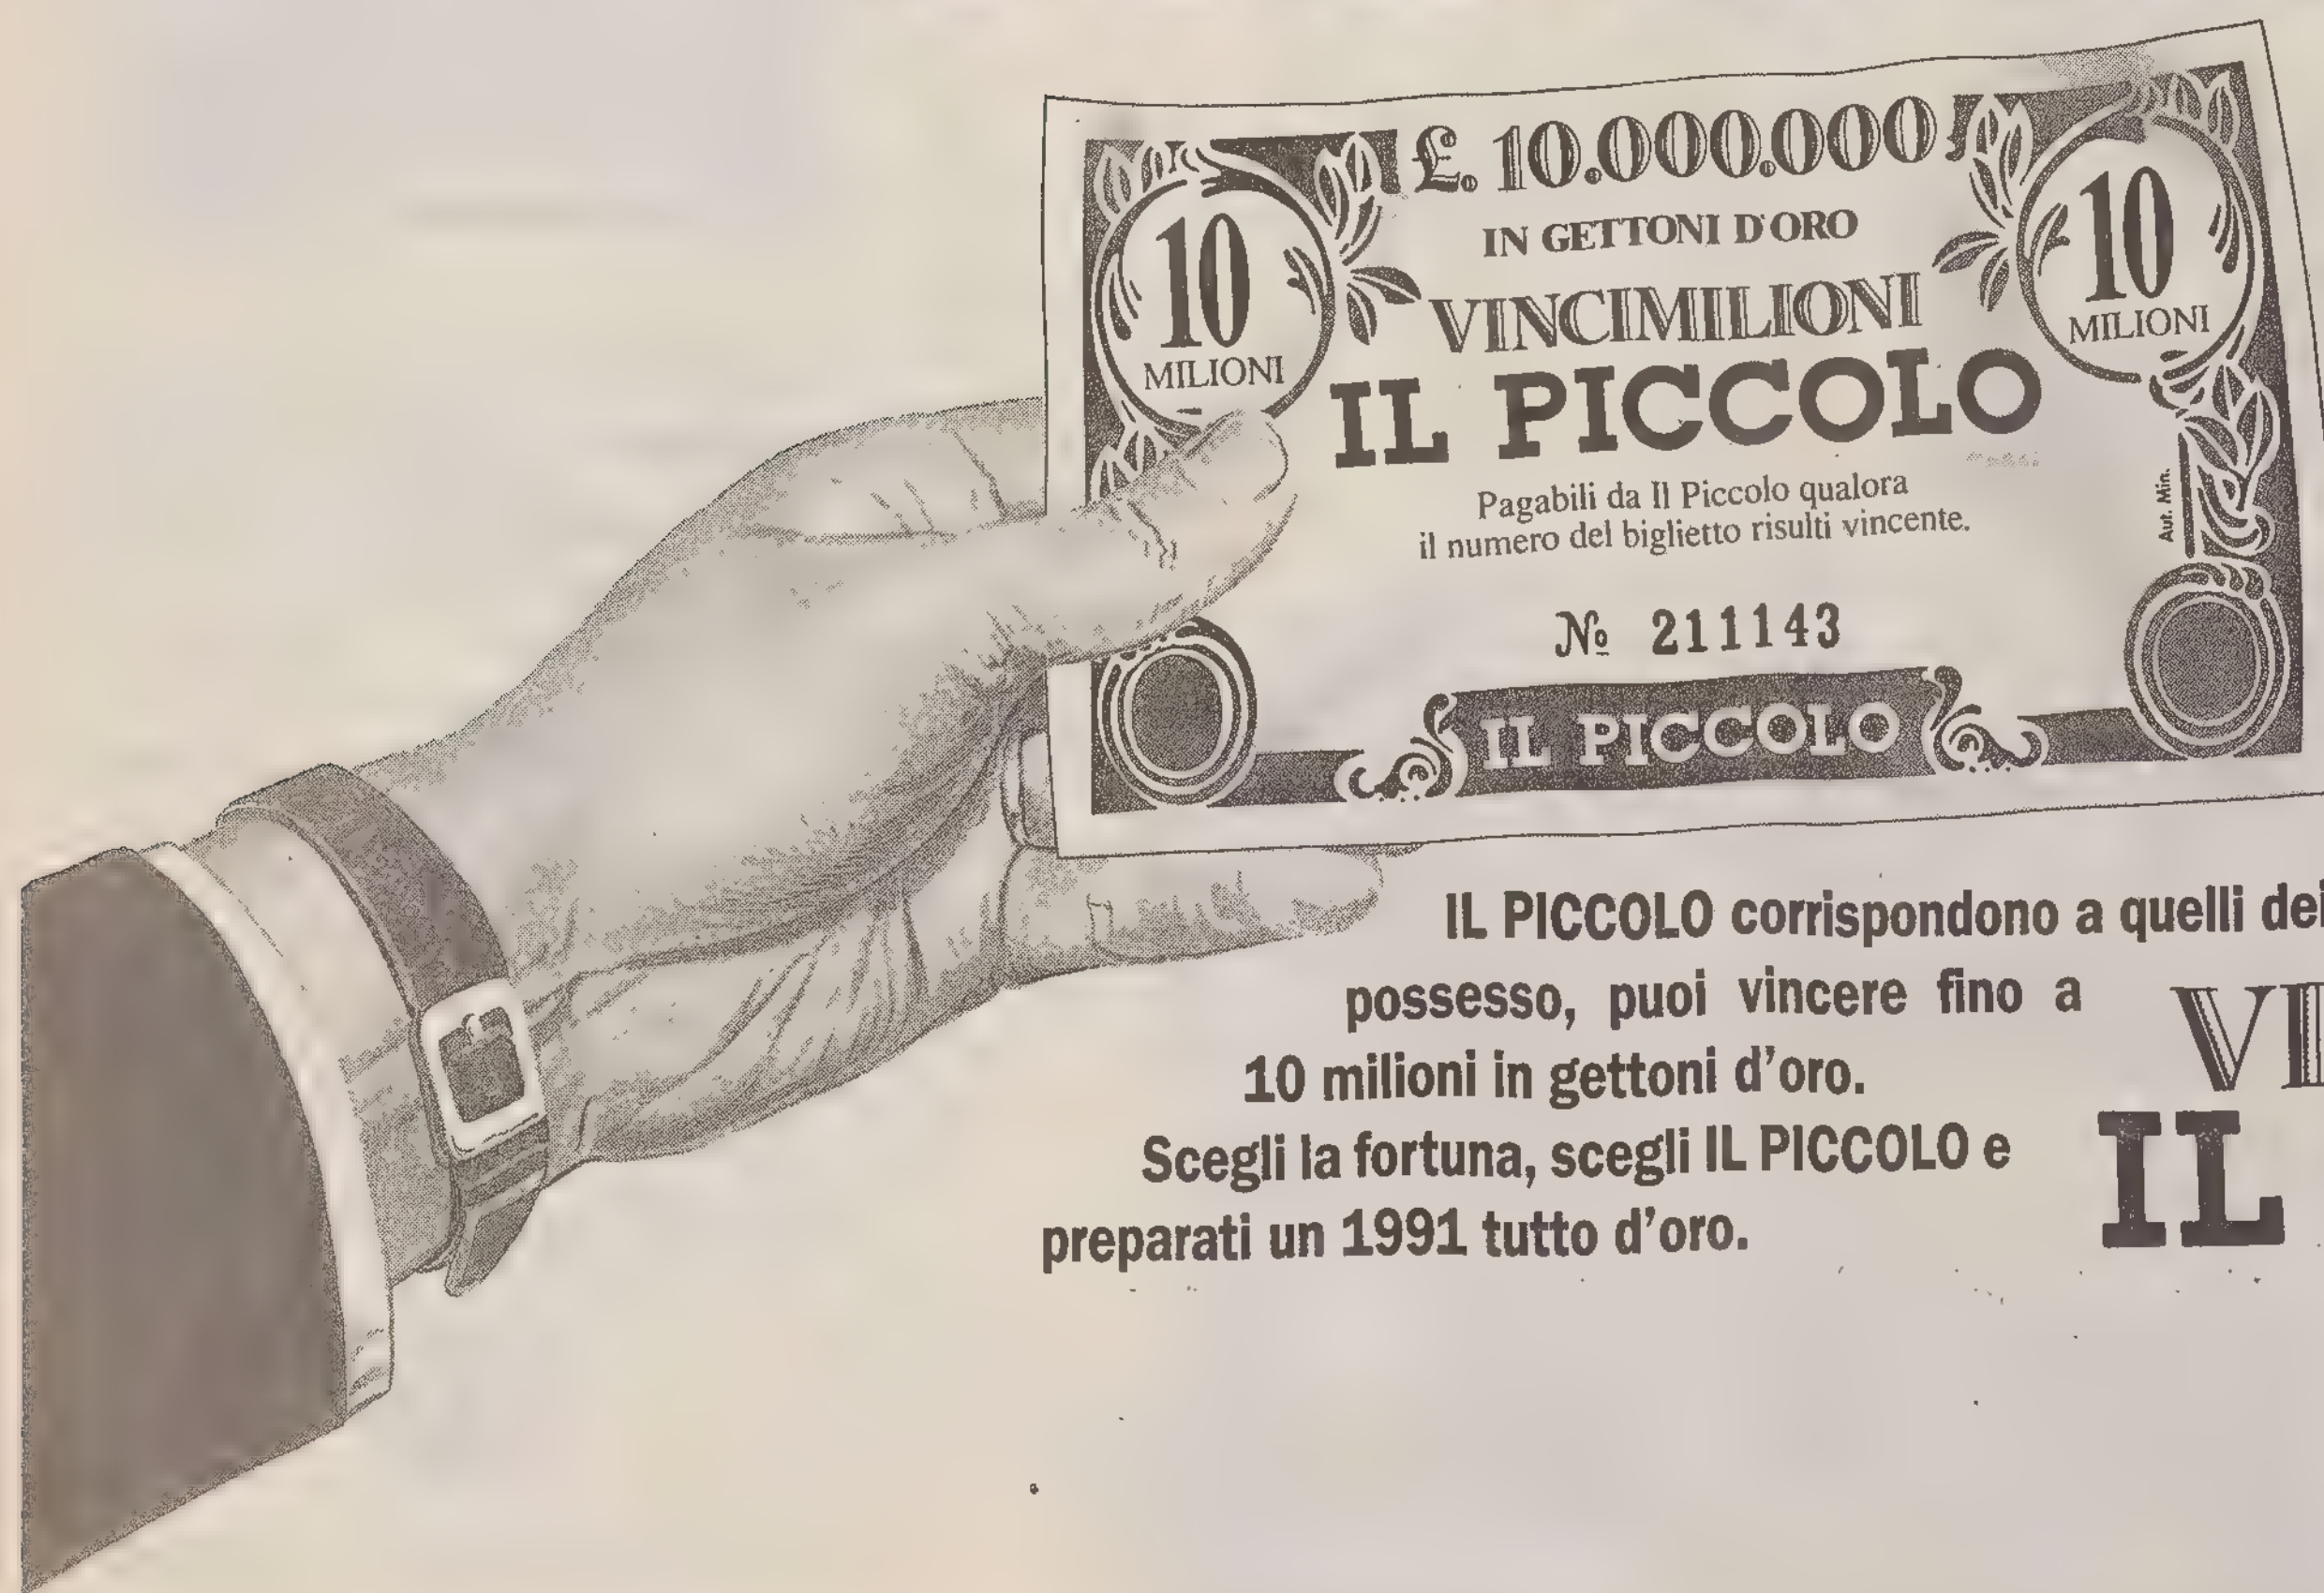 £. 10.000.000
IN GETTONI D'ORO
VINCIMILIONI
IL PICCOLO
10
MILIONI
10
MILIONI
Pagabili da Il Piccolo qualora
il numero del biglietto risulti vincente.
Aut. Min.
№ 211143
IL PICCOLO
IL PICCOLO corrispondono a quelli dei
possesso, puoi vincere fino a
10 milioni in gettoni d'oro.
Scegli la fortuna, scegli IL PICCOLO e
preparati un 1991 tutto d'oro.
IL